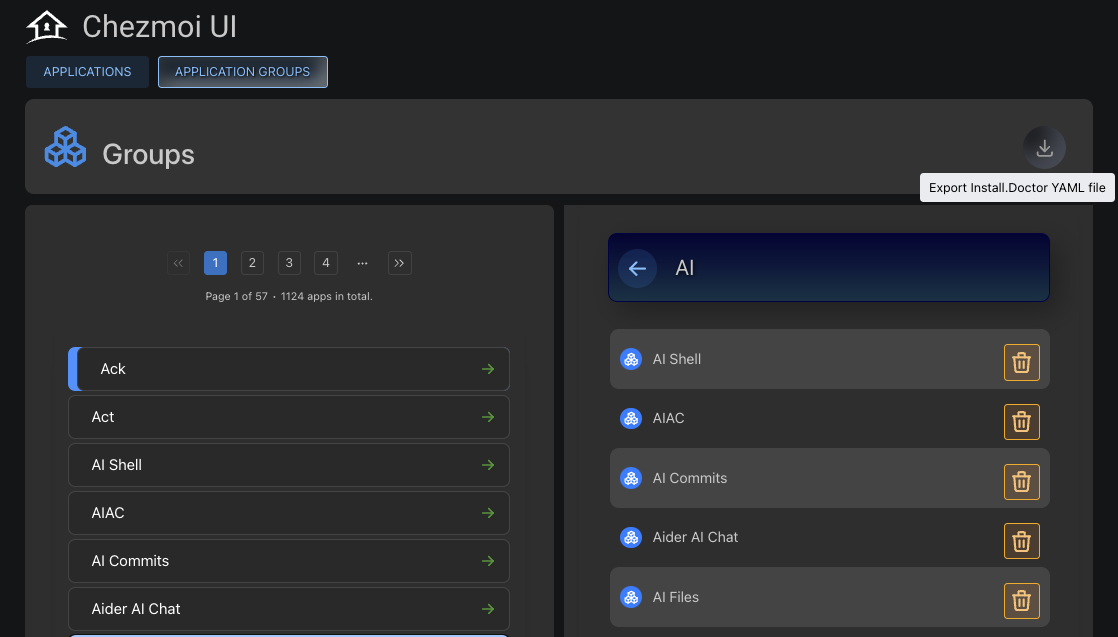 Chezmoi UI
APPLICATIONS
APPLICATION GROUPS
Groups
Export Install.Doctor YAML file
« 1 2 3 4 ··· »
Page 1 of 57 · 1124 apps in total.
Ack
Act
AI Shell
AIAC
AI Commits
Aider AI Chat
AI
AI Shell
AIAC
AI Commits
Aider AI Chat
AI Files